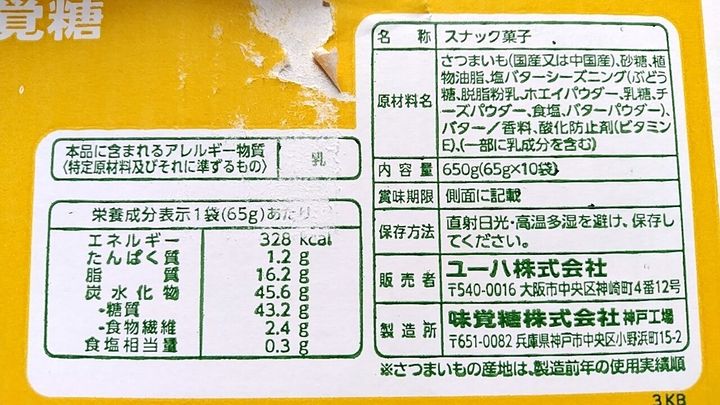 覚糖
本品に含まれるアレルギー物質
(特定原材料及びそれに準ずるもの)
乳
栄養成分表示1袋(65g)あたり
エネルギー 328 kcal
たんぱく質 1.2 g
脂質 16.2 g
炭水化物 45.6 g
-糖質 43.2 g
-食物繊維 2.4 g
食塩相当量 0.3 g
名称 スナック菓子
原材料名
さつまいも(国産又は中国産)、砂糖、植
物油脂、塩バターシーズニング(ぶどう
糖、脱脂粉乳、ホエイパウダー、乳糖、チ
ーズパウダー、食塩、バターパウダー)、
バター/香料、酸化防止剤(ビタミン
E)、(一部に乳成分を含む)
内容量 650g(65g×10袋)
賞味期限 側面に記載
保存方法
直射日光・高温多湿を避け、保存し
てください。
販売者
ユーハ株式会社
〒540-0016 大阪市中央区神崎町4番12号
製造所
味覚糖株式会社 神戸工場
〒651-0082 兵庫県神戸市中央区小野浜町15-2
※さつまいもの産地は、製造前年の使用実績順
3KB